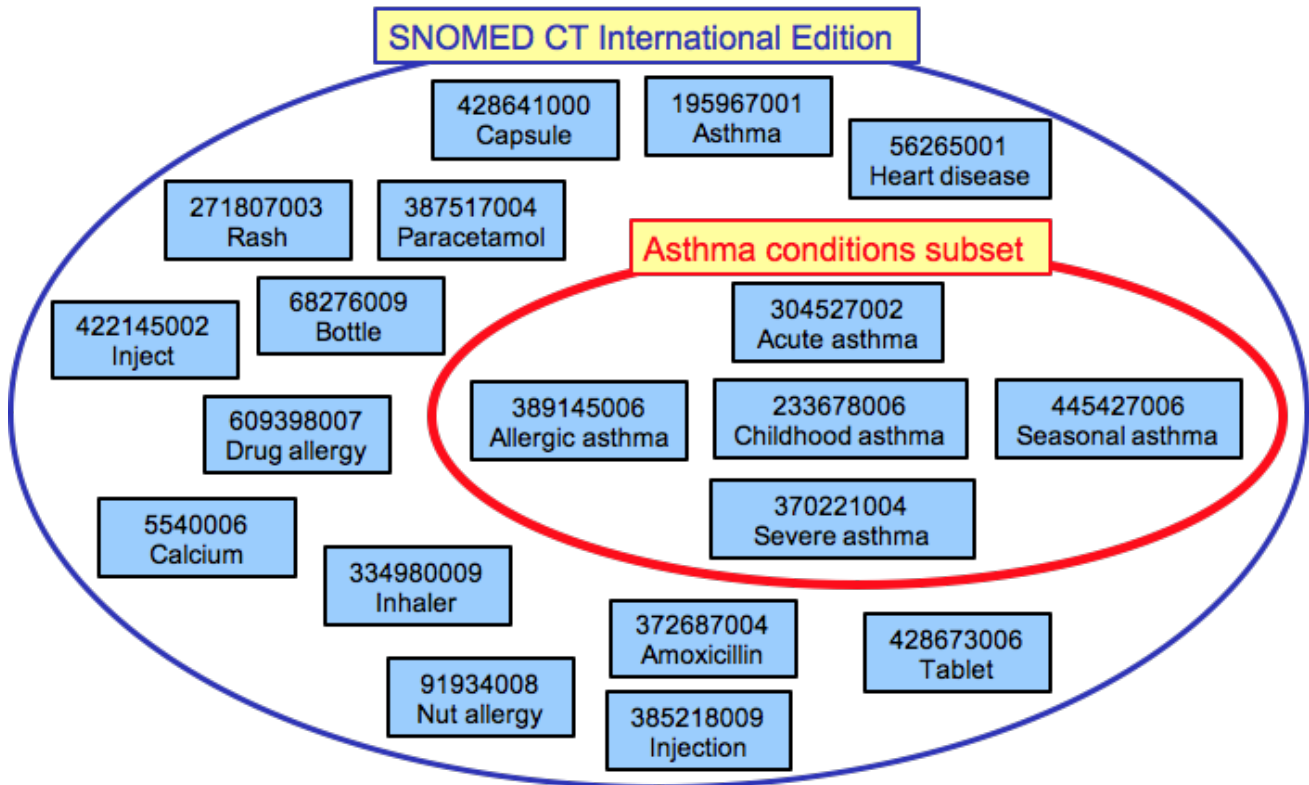 SNOMED CT International Edition
428641000
Capsule
195967001
Asthma
56265001
Heart disease
271807003
Rash
387517004
Paracetamol
Asthma conditions subset
68276009
Bottle
422145002
Inject
304527002
Acute asthma
609398007
Drug allergy
389145006
Allergic asthma
233678006
Childhood asthma
445427006
Seasonal asthma
370221004
Severe asthma
5540006
Calcium
334980009
Inhaler
372687004
Amoxicillin
428673006
Tablet
91934008
Nut allergy
385218009
Injection